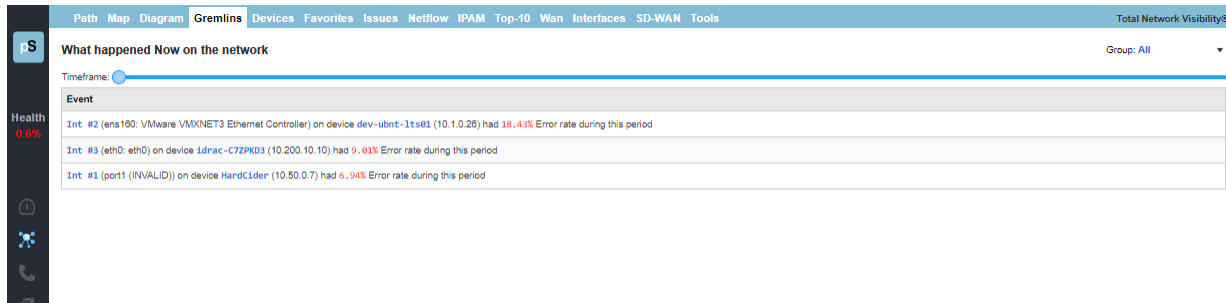 Path Map Diagram Gremlins Devices Favorites Issues Netflow IPAM Top-10 Wan Interfaces SD-WAN Tools
Total Network Visibility®
pS
What happened Now on the network
Group: All
Timeframe:
Event
Health
0.6%
Int #2 (ens160: VMware VMXNET3 Ethernet Controller) on device dev-ubnt-lts01 (10.1.0.26) had 18.43% Error rate during this period
Int #3 (eth0: eth0) on device idrac-C7ZPKD3 (10.200.10.10) had 9.01% Error rate during this period
Int #1 (port1 (INVALID)) on device HardCider (10.50.0.7) had 6.94% Error rate during this period